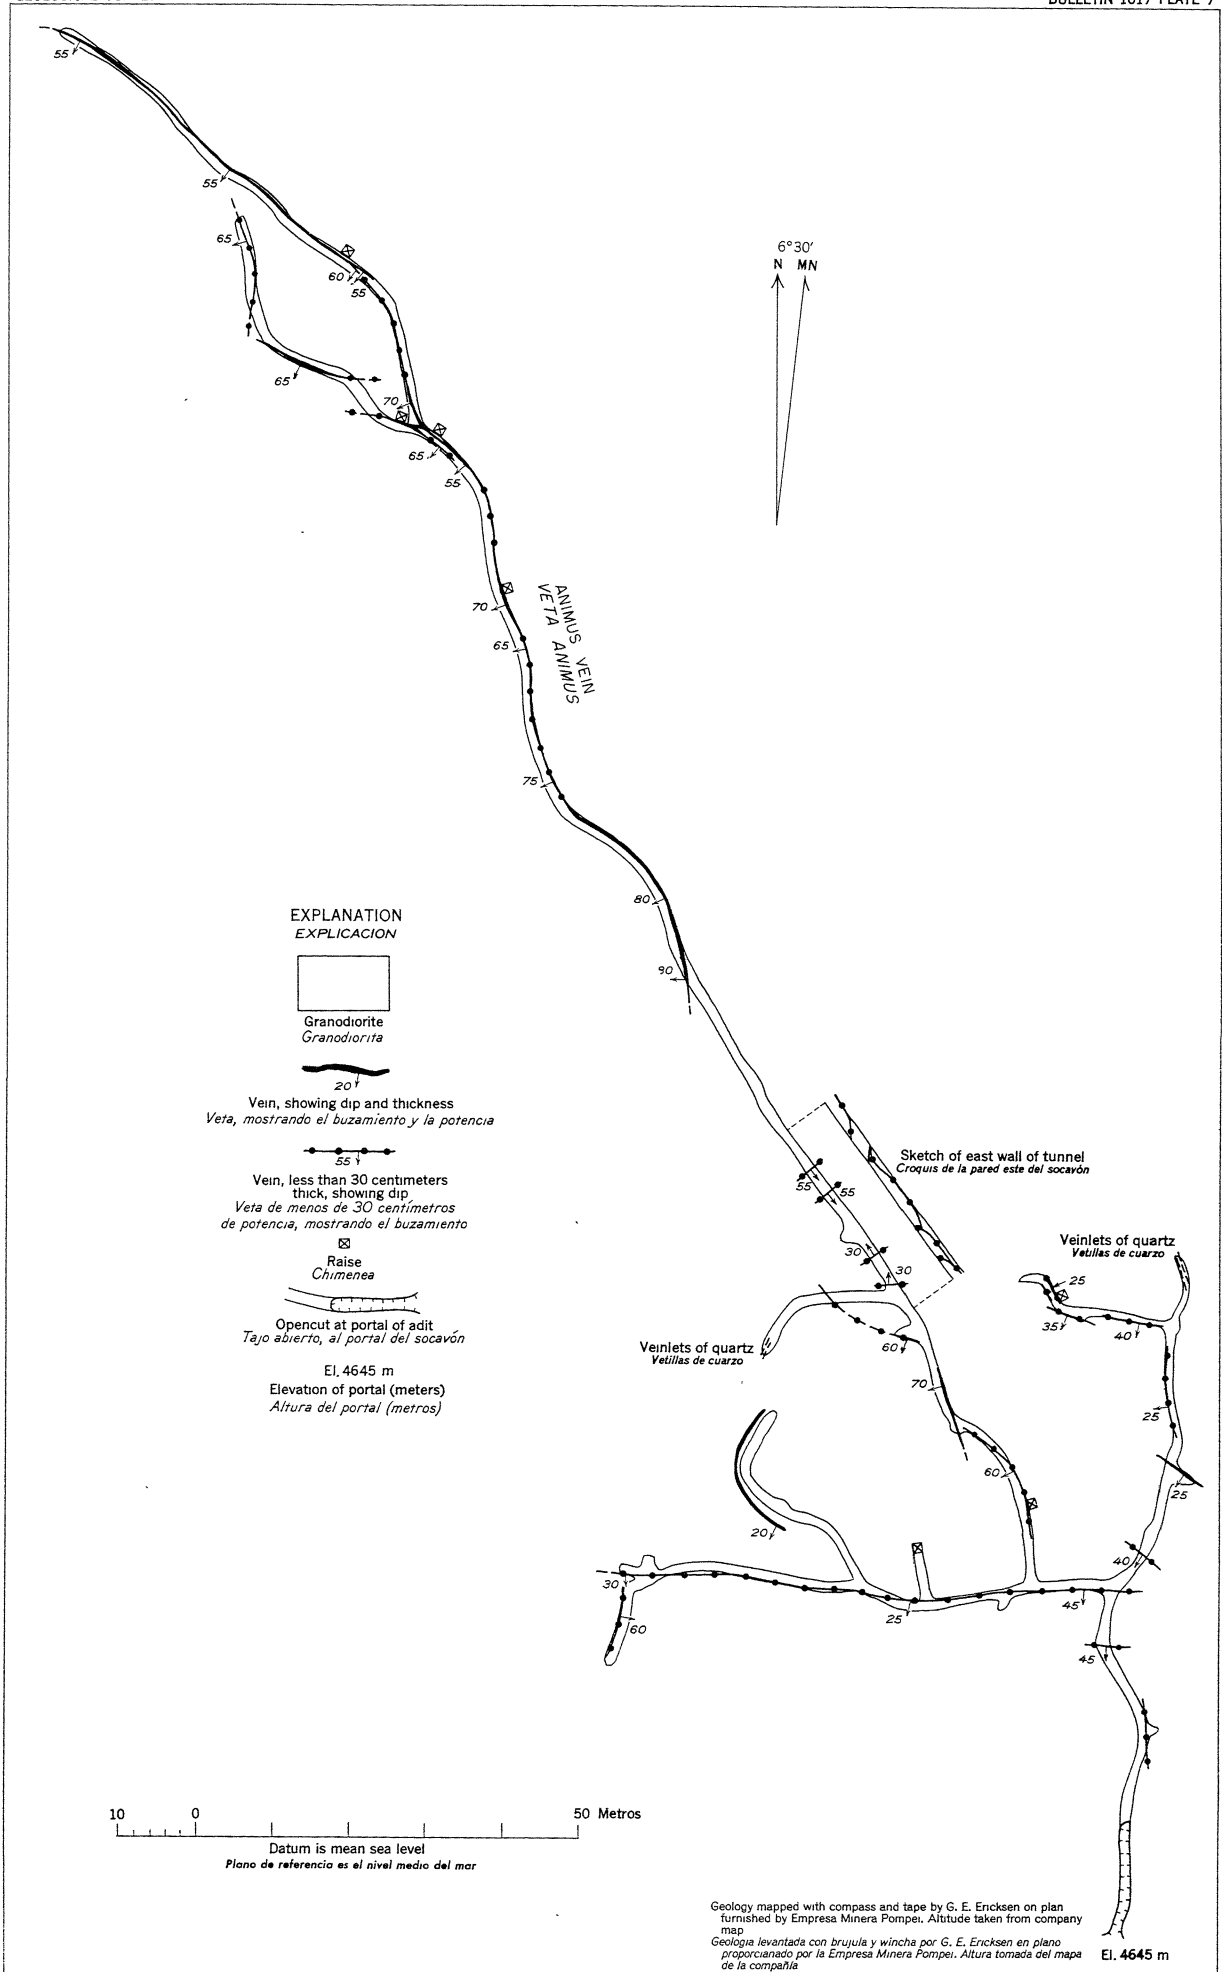 BULLETIN 1017 PLATE 7
55
55
65
60
55
65
70
65
55
6°30′
N MN
70
65
ANIMUS VEIN
VETA ANIMUS
75
80
90
EXPLANATION
EXPLICACION
Granodiorite
Granodiorita
20
Vein, showing dip and thickness
Veta, mostrando el buzamiento y la potencia
55
Vein, less than 30 centimeters
thick, showing dip
Veta de menos de 30 centímetros
de potencia, mostrando el buzamiento
Raise
Chimenea
Opencut at portal of adit
Tajo abierto, al portal del socavón
El. 4645 m
Elevation of portal (meters)
Altura del portal (metros)
Sketch of east wall of tunnel
Croquis de la pared este del socavón
55
55
30
30
Veinlets of quartz
Vetillas de cuarzo
25
35
40
Veinlets of quartz
Vetillas de cuarzo
60
70
25
60
25
20
40
30
25
45
60
45
10 0 50 Metros
Datum is mean sea level
Plano de referencia es el nivel medio del mar
Geology mapped with compass and tape by G. E. Ericksen on plan
furnished by Empresa Minera Pompei. Altitude taken from company
map
Geologia levantada con brujula y wincha por G. E. Ericksen en plano
proporcianado por la Empresa Minera Pompei. Altura tomada del mapa
de la compañía
El. 4645 m